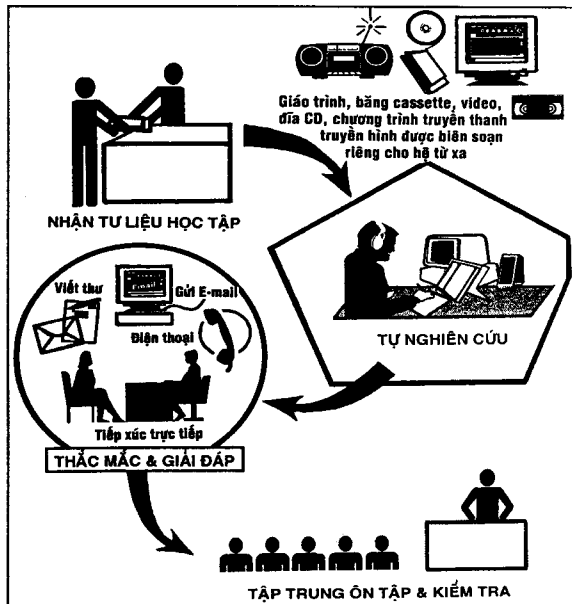 Giáo trình, băng cassette, video,
đĩa CD, chương trình truyền thanh
truyền hình được biên soạn
riêng cho hệ từ xa
NHẬN TƯ LIỆU HỌC TẬP
TỰ NGHIÊN CỨU
Viết thư
Email
Gửi E-mail
Điện thoại
Tiếp xúc trực tiếp
THẮC MẮC & GIẢI ĐÁP
TẬP TRUNG ÔN TẬP & KIỂM TRA